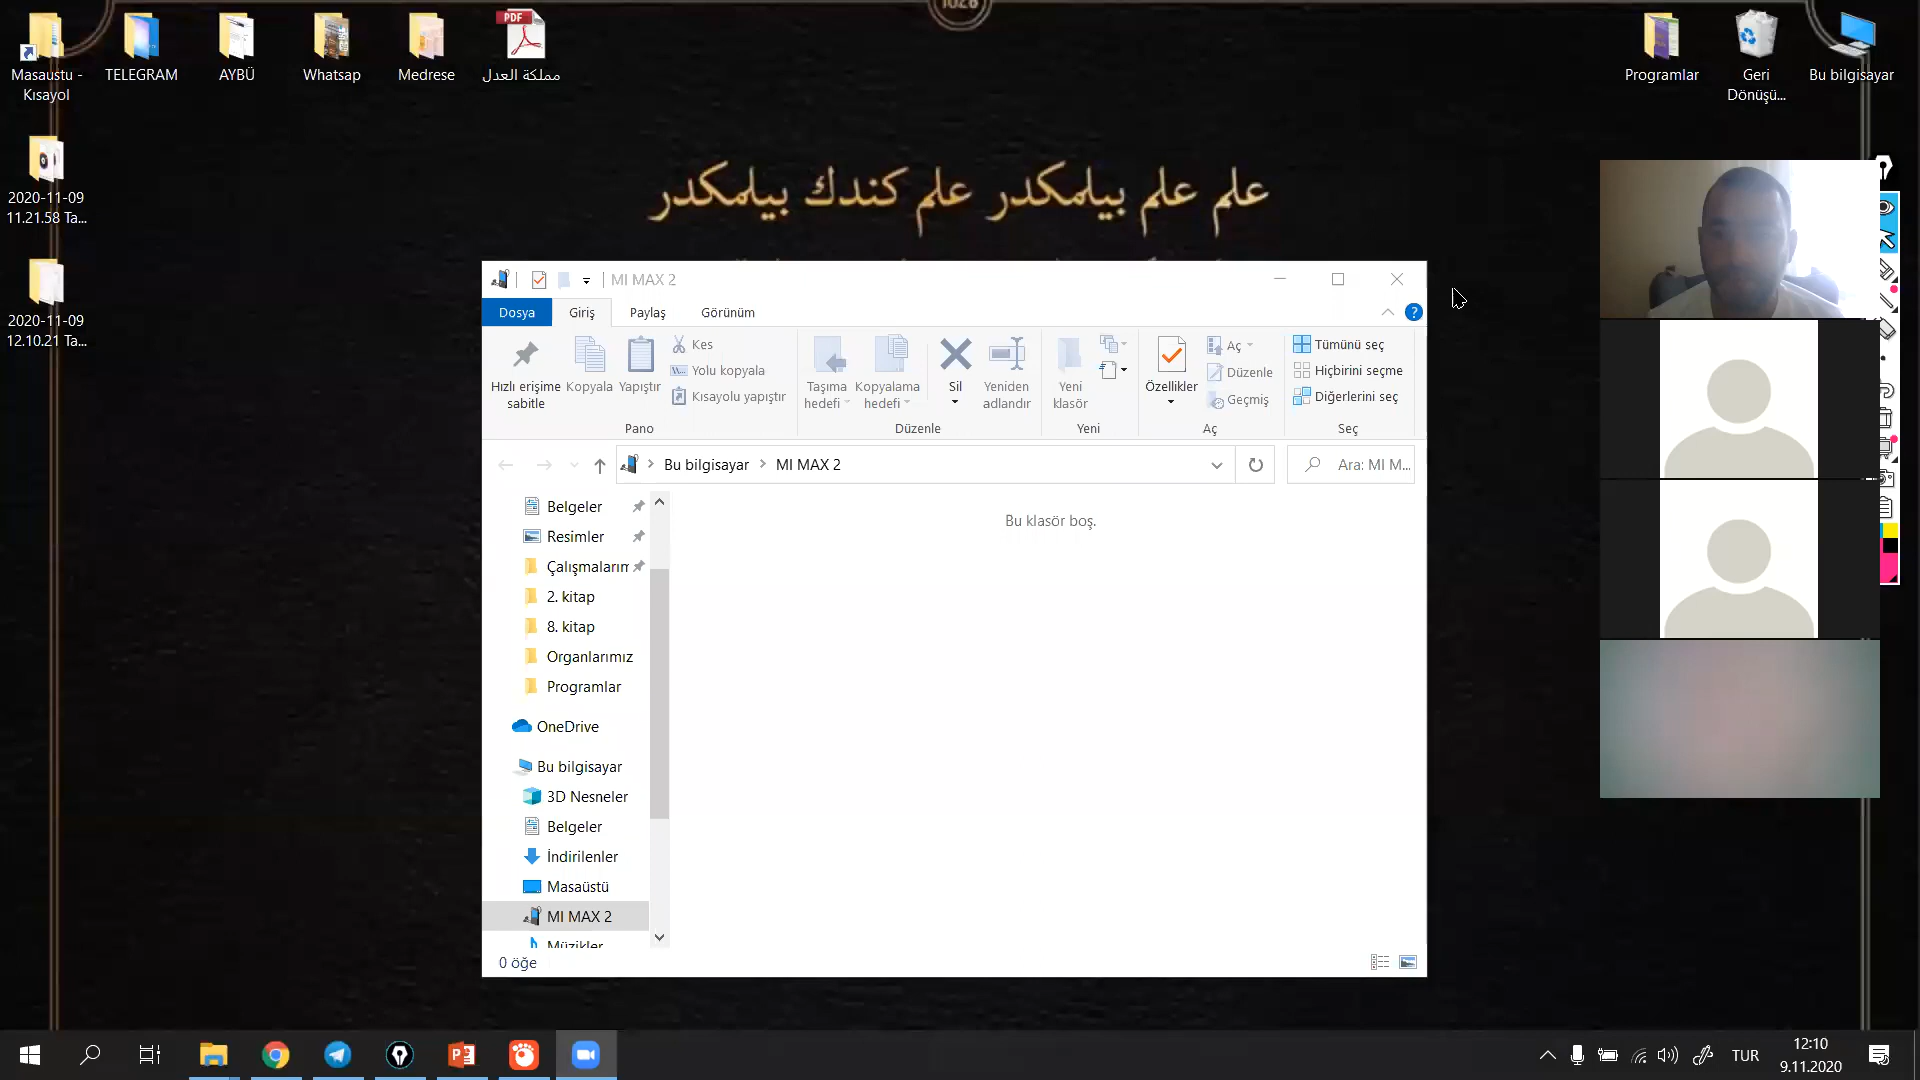 1028
Masaustu -
Kısayol
TELEGRAM
AYBÜ
Whatsap
Medrese
PDF
مملكة العدل
Programlar
Geri
Dönüşü...
Bu bilgisayar
2020-11-09
11.21.58 Ta...
2020-11-09
12.10.21 Ta...
علم علم بيلمكدر علم كندك بيلمكدر
MI MAX 2
Dosya
Giriş
Paylaş
Görünüm
Hızlı erişime
sabitle
Kopyala
Yapıştır
Kes
Yolu kopyala
Kısayolu yapıştır
Pano
Taşıma
hedefi
Kopyalama
hedefi
Sil
Yeniden
adlandır
Düzenle
Yeni
klasör
Yeni
Özellikler
Aç
Düzenle
Geçmiş
Aç
Tümünü seç
Hiçbirini seçme
Diğerlerini seç
Seç
Bu bilgisayar > MI MAX 2
Ara: MI M...
Belgeler
Resimler
Çalışmalarım
2. kitap
8. kitap
Organlarımız
Programlar
OneDrive
Bu bilgisayar
3D Nesneler
Belgeler
İndirilenler
Masaüstü
MI MAX 2
Müzikler
Bu klasör boş.
0 öğe
TUR
12:10
9.11.2020